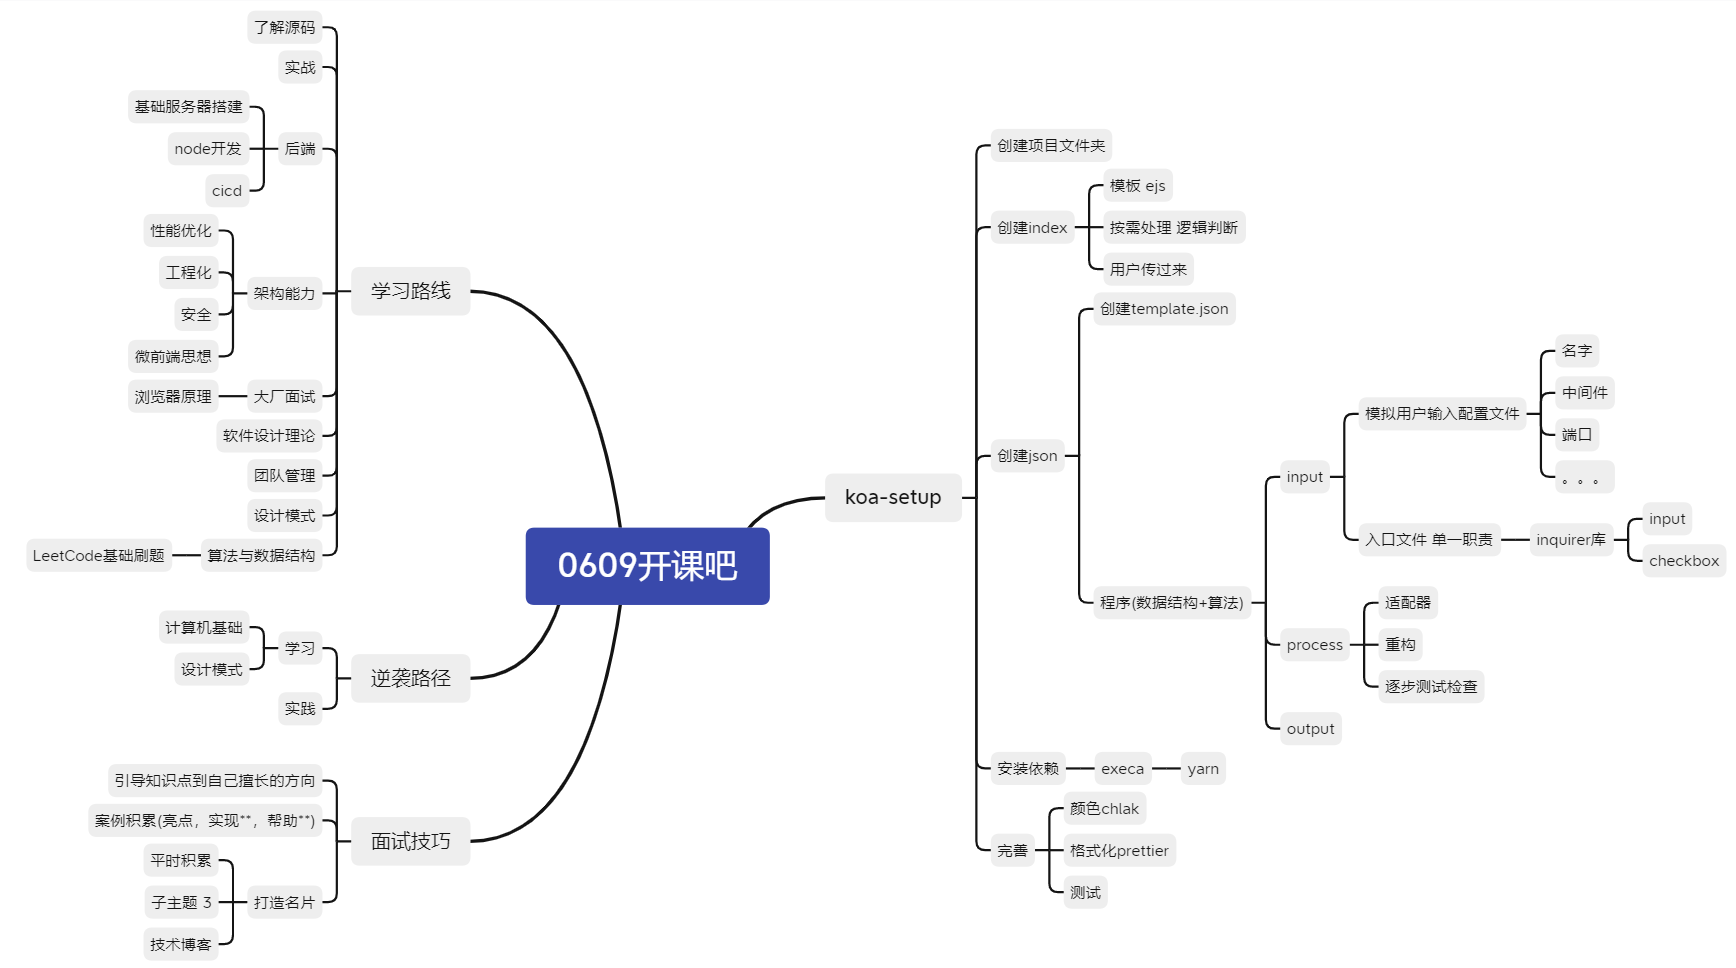 0609开课吧
koa-setup
创建项目文件夹
创建index
模板 ejs
按需处理 逻辑判断
用户传过来
创建json
创建template.json
程序(数据结构+算法)
input
模拟用户输入配置文件
名字
中间件
端口
。。。
入口文件 单一职责
inquirer库
input
checkbox
process
适配器
重构
逐步测试检查
output
安装依赖
execa
yarn
完善
颜色chlak
格式化prettier
测试
学习路线
了解源码
实战
后端
基础服务器搭建
node开发
cicd
架构能力
性能优化
工程化
安全
微前端思想
大厂面试
浏览器原理
软件设计理论
团队管理
设计模式
算法与数据结构
LeetCode基础刷题
逆袭路径
学习
计算机基础
设计模式
实践
面试技巧
引导知识点到自己擅长的方向
案例积累(亮点，实现**，帮助**)
打造名片
平时积累
子主题 3
技术博客